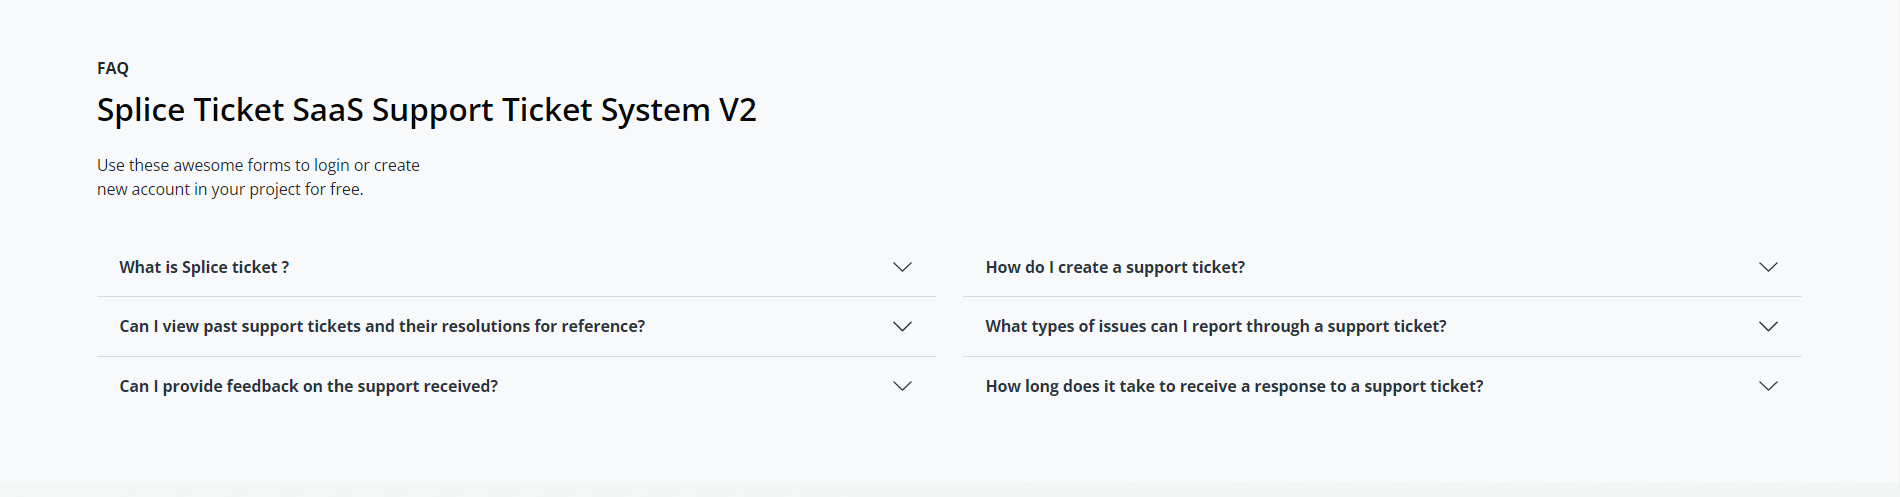 FAQ
Splice Ticket SaaS Support Ticket System V2
Use these awesome forms to login or create
new account in your project for free.
What is Splice ticket ?
Can I view past support tickets and their resolutions for reference?
Can I provide feedback on the support received?
How do I create a support ticket?
What types of issues can I report through a support ticket?
How long does it take to receive a response to a support ticket?